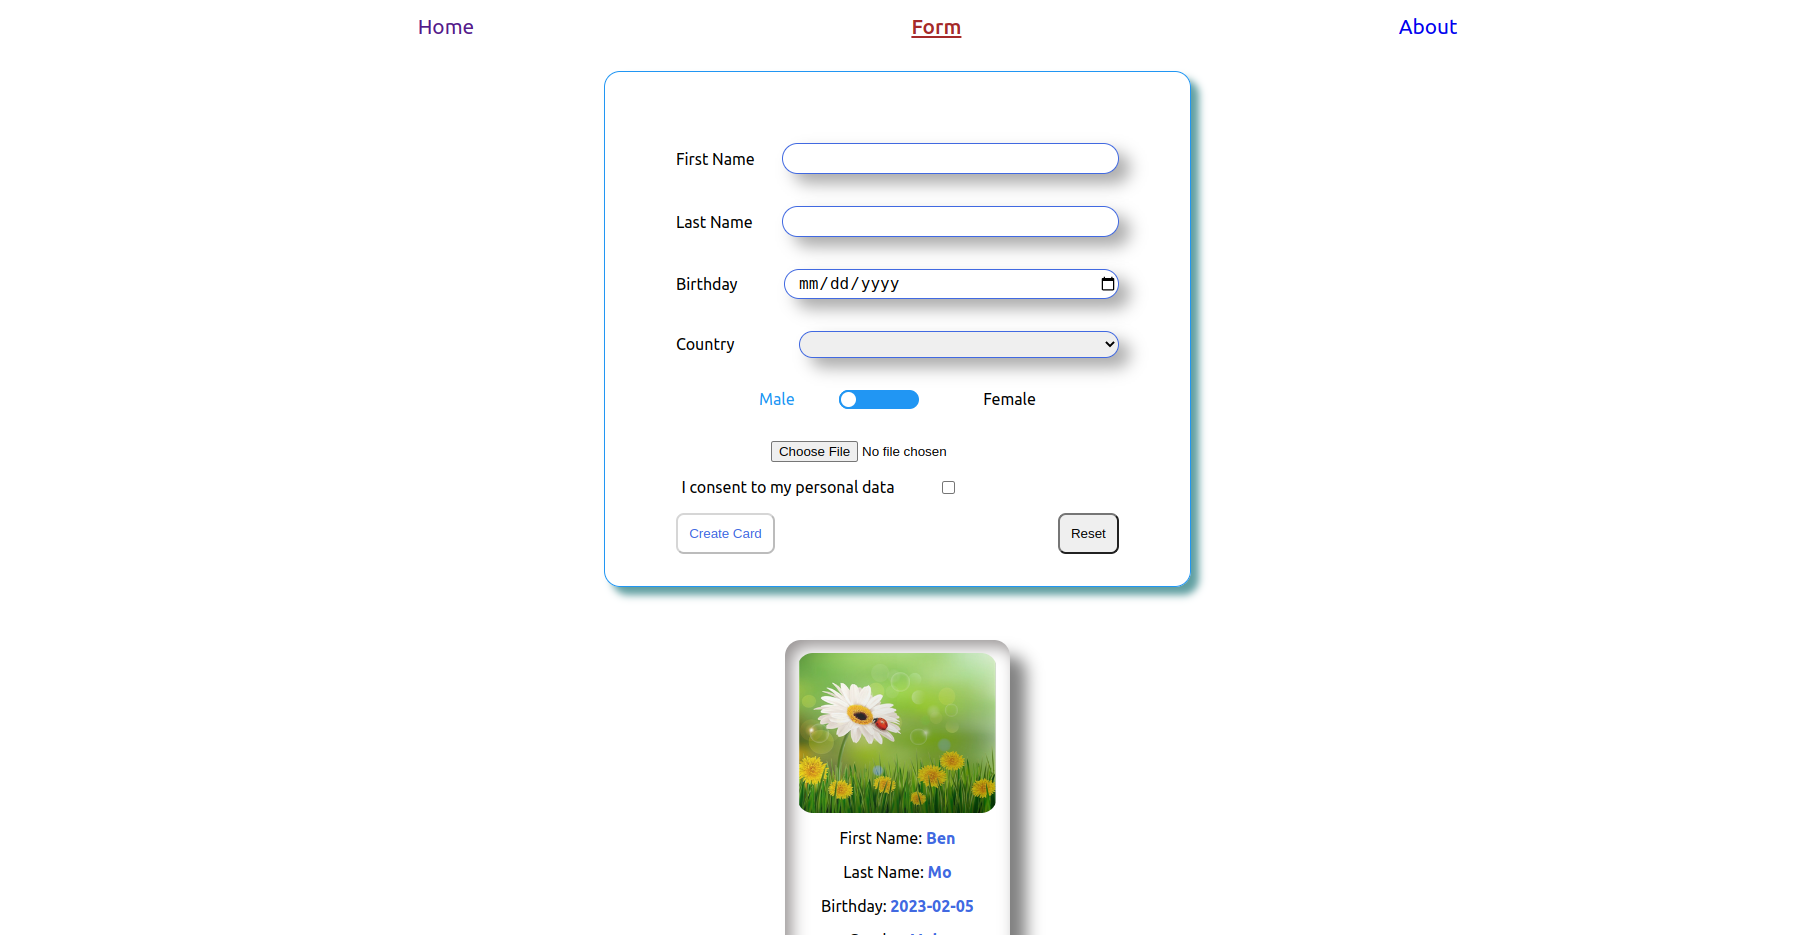 Home Form About
First Name
Last Name
Birthday mm/dd/yyyy
Country
Male Female
Choose File No file chosen
I consent to my personal data
Create Card Reset
First Name: Ben
Last Name: Mo
Birthday: 2023-02-05